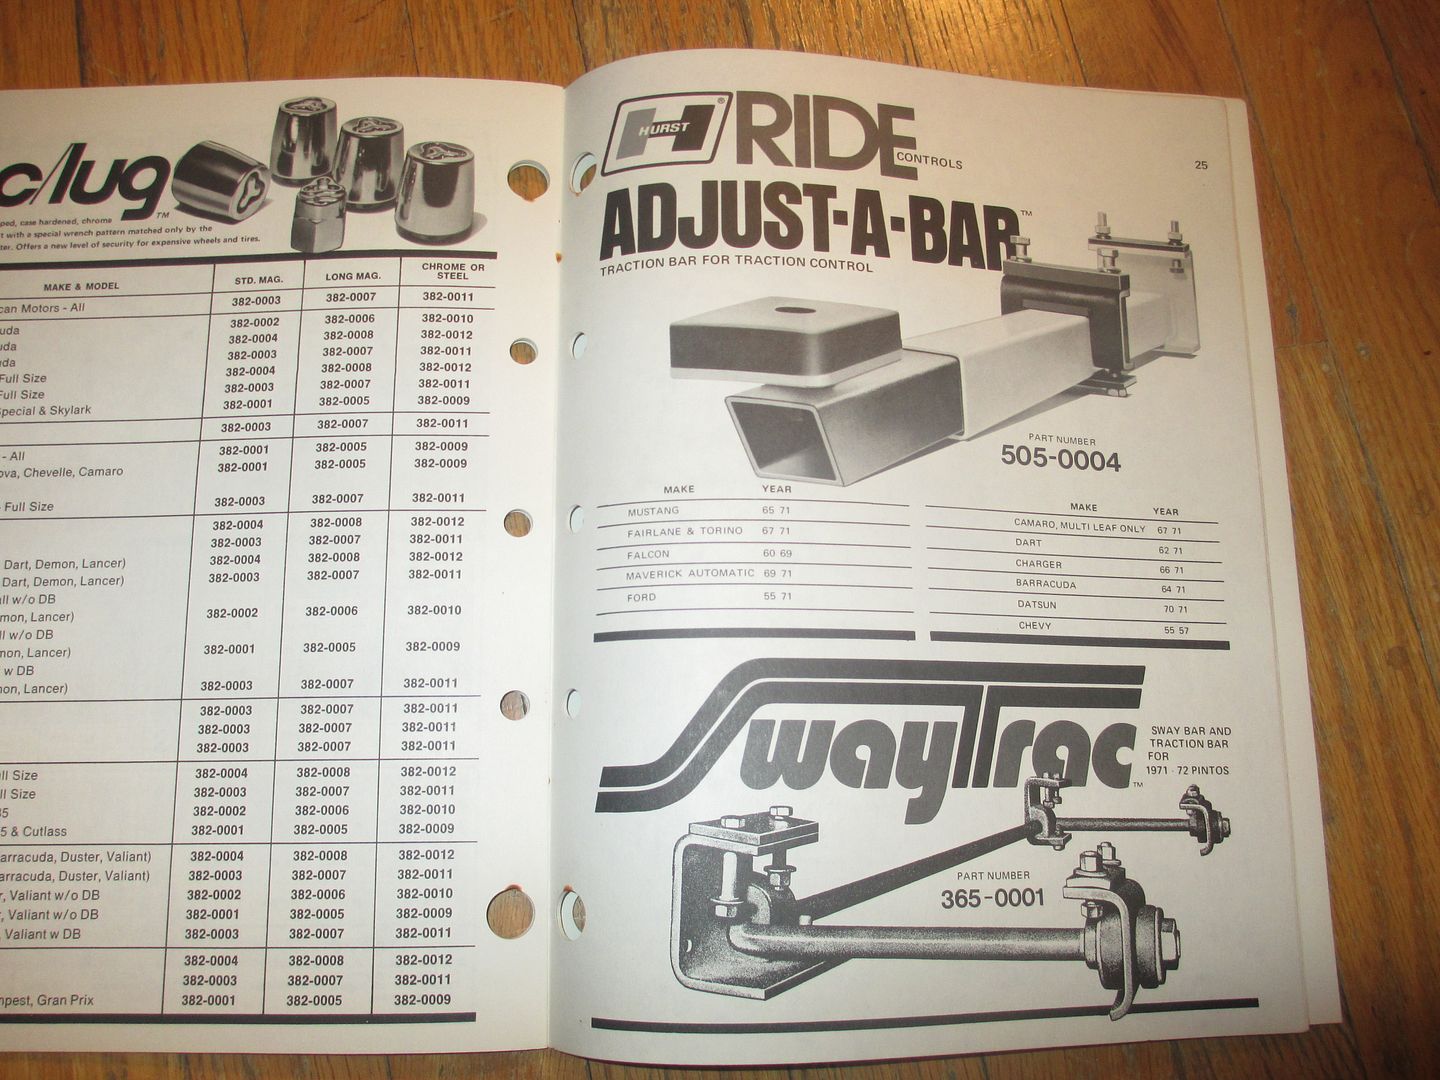 c/lug™
ped, case hardened, chrome
t with a special wrench pattern matched only by the
ter. Offers a new level of security for expensive wheels and tires.
MAKE & MODEL STD. MAG. LONG MAG. CHROME OR STEEL
can Motors - All 382-0003 382-0007 382-0011
uda 382-0002 382-0006 382-0010
uda 382-0004 382-0008 382-0012
da 382-0003 382-0007 382-0011
Full Size 382-0004 382-0008 382-0012
Full Size 382-0003 382-0007 382-0011
Special & Skylark 382-0001 382-0005 382-0009
382-0003 382-0007 382-0011
- All 382-0001 382-0005 382-0009
ova, Chevelle, Camaro 382-0001 382-0005 382-0009
- Full Size 382-0003 382-0007 382-0011
382-0004 382-0008 382-0012
382-0003 382-0007 382-0011
Dart, Demon, Lancer) 382-0004 382-0008 382-0012
Dart, Demon, Lancer) 382-0003 382-0007 382-0011
ll w/o DB
mon, Lancer) 382-0002 382-0006 382-0010
ll w/o DB
mon, Lancer) 382-0001 382-0005 382-0009
w DB
non, Lancer) 382-0003 382-0007 382-0011
382-0003 382-0007 382-0011
382-0003 382-0007 382-0011
382-0003 382-0007 382-0011
ll Size 382-0004 382-0008 382-0012
ll Size 382-0003 382-0007 382-0011
85 382-0002 382-0006 382-0010
5 & Cutlass 382-0001 382-0005 382-0009
arracuda, Duster, Valiant) 382-0004 382-0008 382-0012
arracuda, Duster, Valiant) 382-0003 382-0007 382-0011
r, Valiant w/o DB 382-0002 382-0006 382-0010
r, Valiant w/o DB 382-0001 382-0005 382-0009
, Valiant w DB 382-0003 382-0007 382-0011
382-0004 382-0008 382-0012
382-0003 382-0007 382-0011
mpest, Gran Prix 382-0001 382-0005 382-0009
HURST® RIDE CONTROLS
25
ADJUST-A-BAR™
TRACTION BAR FOR TRACTION CONTROL
PART NUMBER
505-0004
MAKE YEAR
MUSTANG 65 71
FAIRLANE & TORINO 67 71
FALCON 60 69
MAVERICK AUTOMATIC 69 71
FORD 55 71
MAKE YEAR
CAMARO, MULTI LEAF ONLY 67 71
DART 62 71
CHARGER 66 71
BARRACUDA 64 71
DATSUN 70 71
CHEVY 55 57
SwayTrac™
SWAY BAR AND
TRACTION BAR
FOR
1971 - 72 PINTOS
PART NUMBER
365-0001